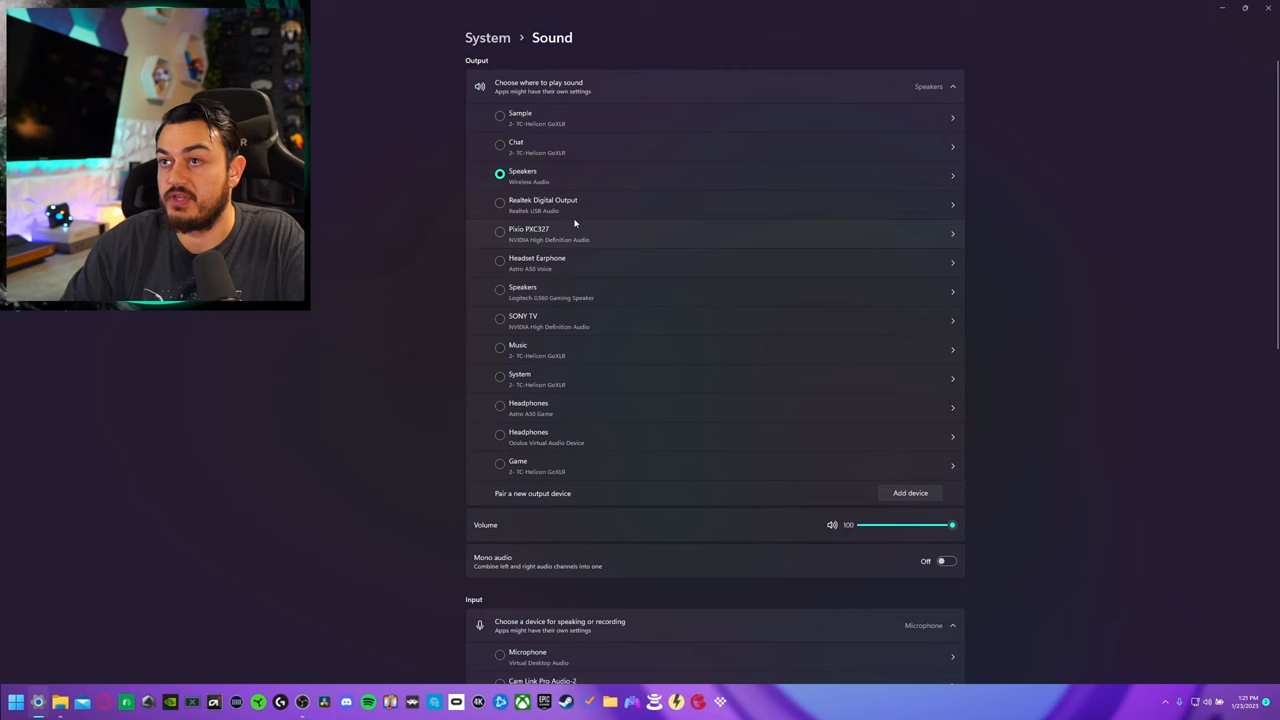 System > Sound
Output
Choose where to play sound
Apps might have their own settings
Speakers
Sample
2- TC-Helicon GoXLR
Chat
2- TC-Helicon GoXLR
Speakers
Wireless Audio
Realtek Digital Output
Realtek USB Audio
Pixio PXC327
NVIDIA High Definition Audio
Headset Earphone
Astro A50 Voice
Speakers
Logitech G560 Gaming Speaker
SONY TV
NVIDIA High Definition Audio
Music
2- TC-Helicon GoXLR
System
2- TC-Helicon GoXLR
Headphones
Astro A50 Game
Headphones
Oculus Virtual Audio Device
Game
2- TC-Helicon GoXLR
Pair a new output device
Add device
Volume
100
Mono audio
Combine left and right audio channels into one
Off
Input
Choose a device for speaking or recording
Apps might have their own settings
Microphone
Microphone
Virtual Desktop Audio
Cam Link Pro Audio-2
1:21 PM
1/23/2023